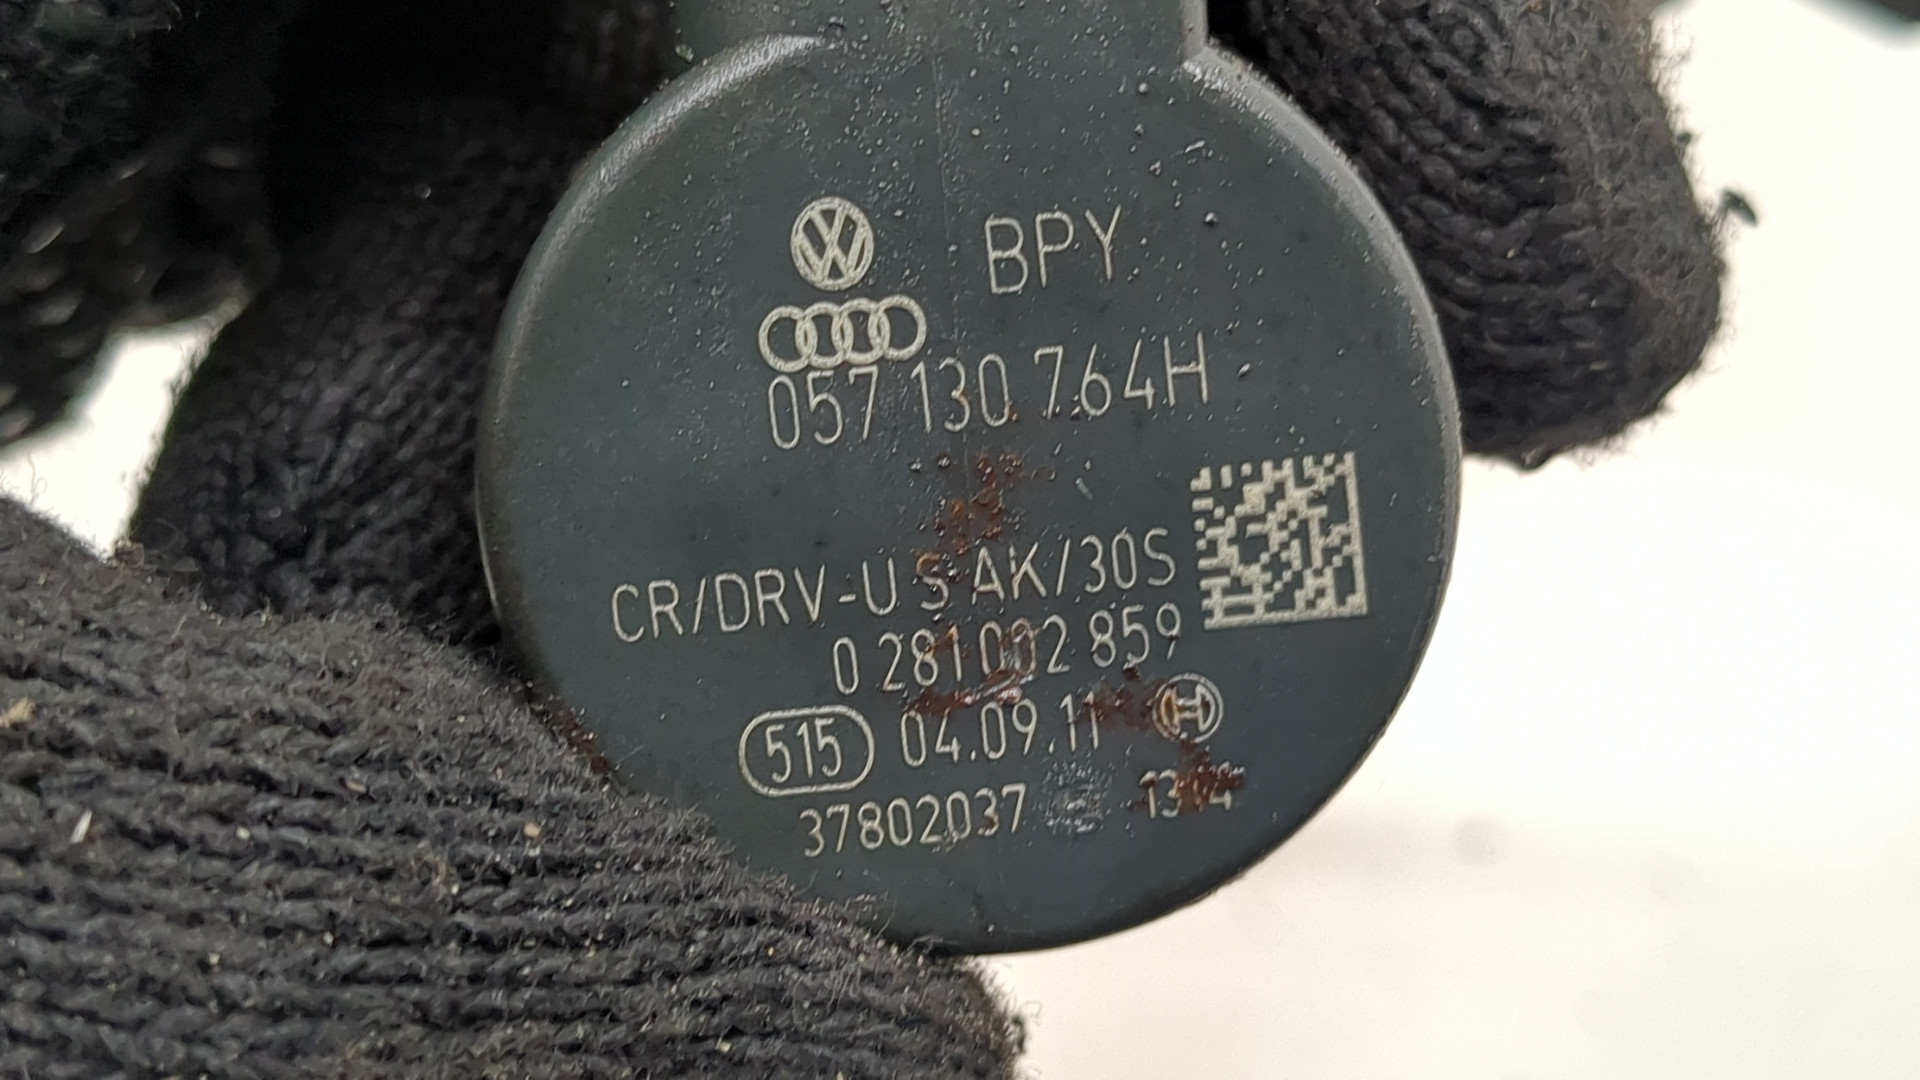 BPY
057 130 764H
CR/DRV-U S AK/30S
0 281 002 859
515 04.09.11
37802037